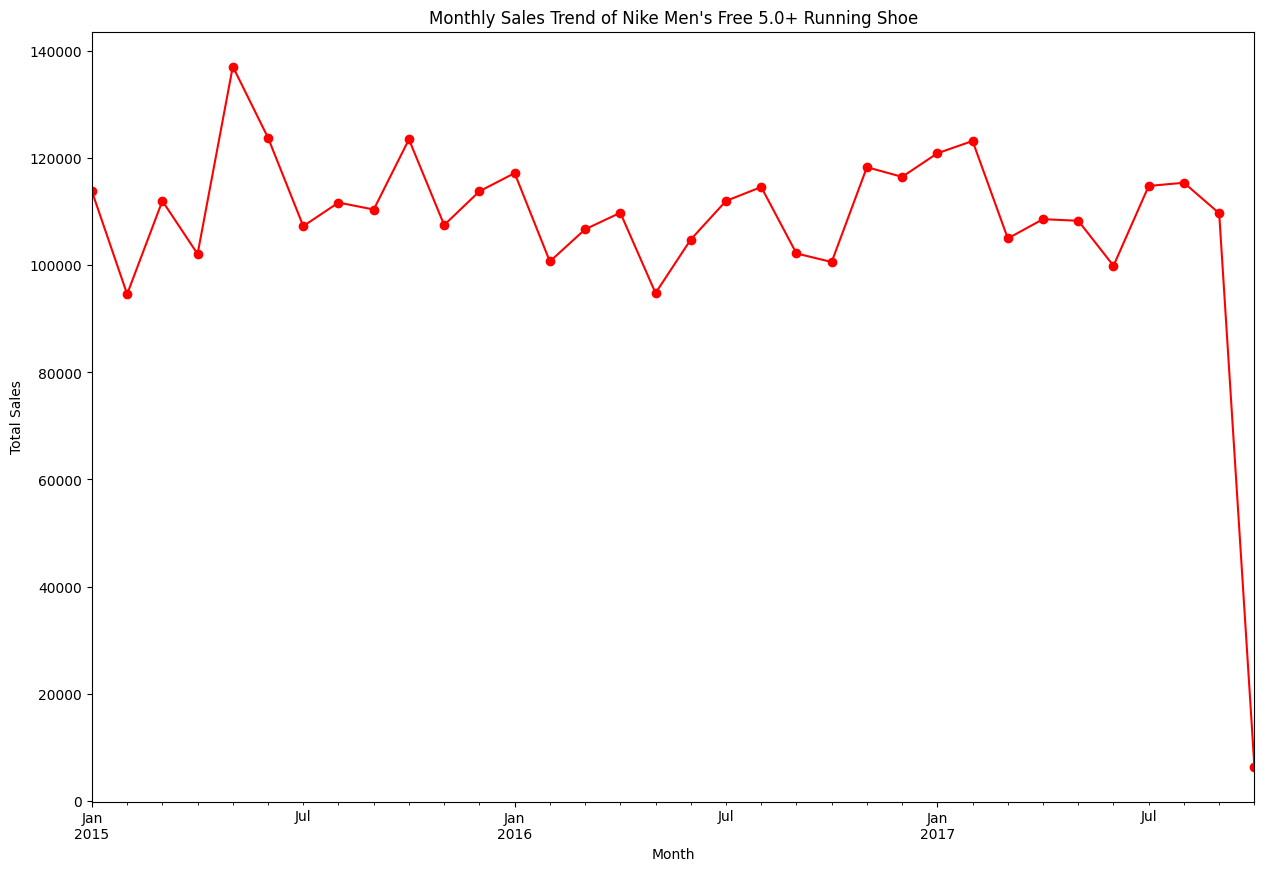 Monthly Sales Trend of Nike Men's Free 5.0+ Running Shoe
140000
120000
100000
80000
60000
40000
20000
0
Total Sales
Jan Jul Jan Jul Jan Jul
2015 2016 2017
Month